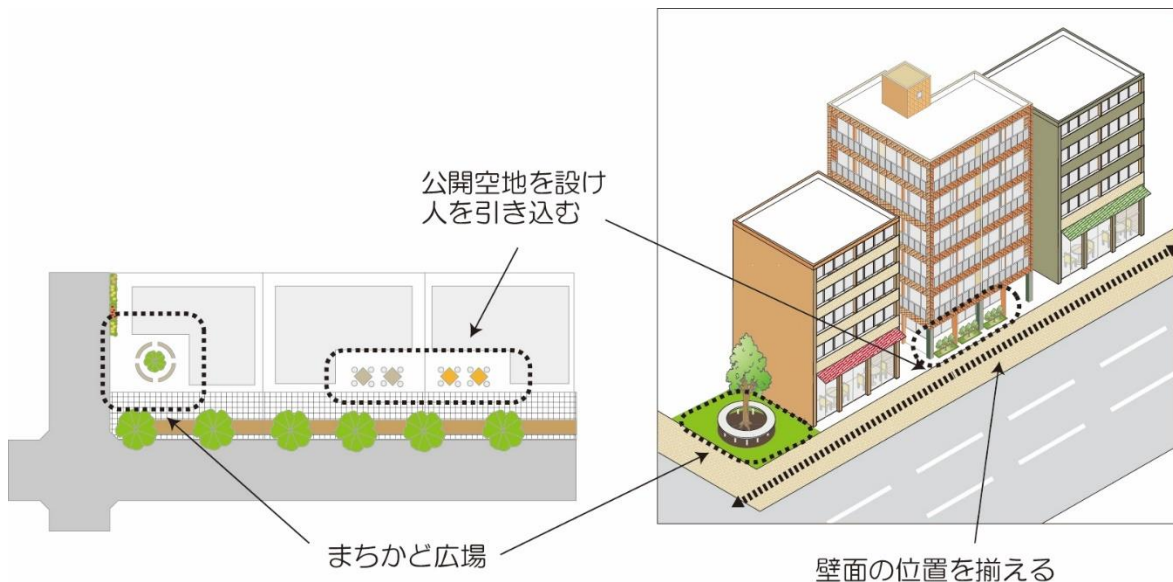 公開空地を設け
人を引き込む
まちかど広場
壁面の位置を揃える